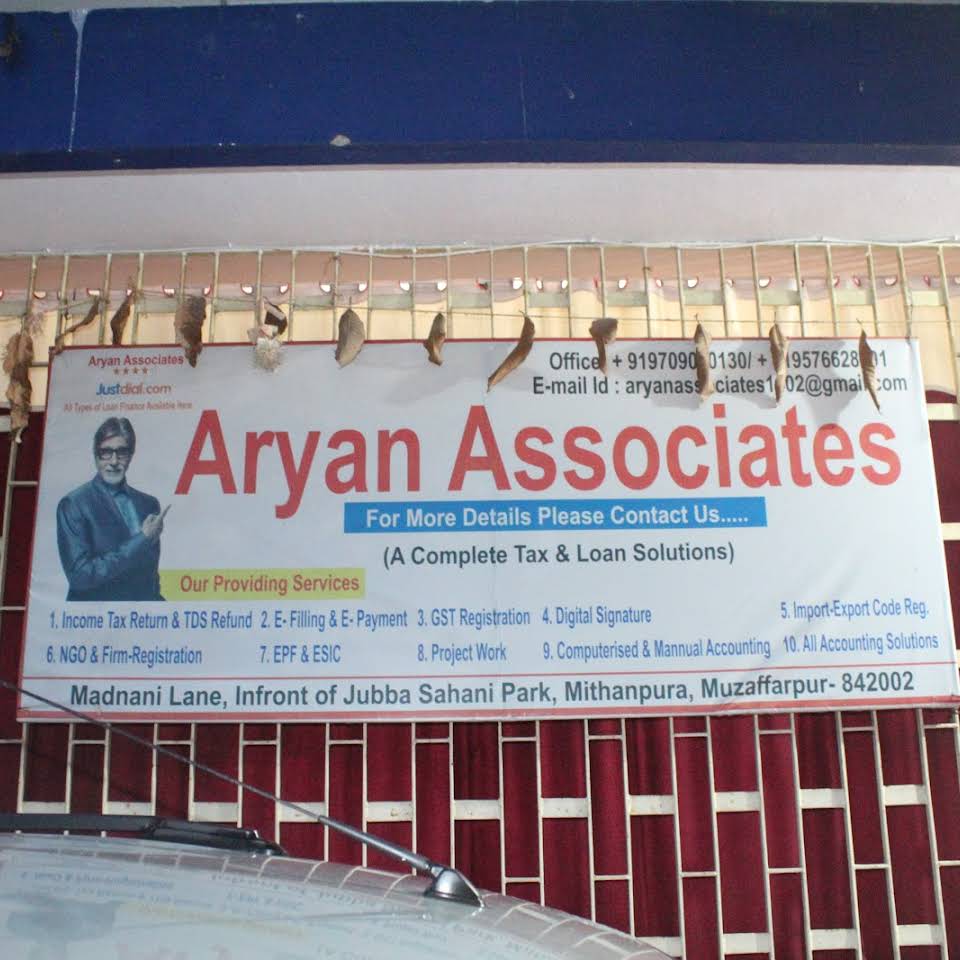 Aryan Associates
★★★★
Justdial.com
All Types of Loan Finance Available Here
Office + E-mail Id :
Aryan Associates
For More Details Please Contact Us.....
(A Complete Tax & Loan Solutions)
Our Providing Services
1. Income Tax Return & TDS Refund 2. E- Filling & E- Payment 3. GST Registration 4. Digital Signature 5. Import-Export Code Reg.
6. NGO & Firm-Registration 7. EPF & ESIC 8. Project Work 9. Computerised & Mannual Accounting 10. All Accounting Solutions
Madnani Lane, Infront of Jubba Sahani Park, Mithanpura, Muzaffarpur- 842002